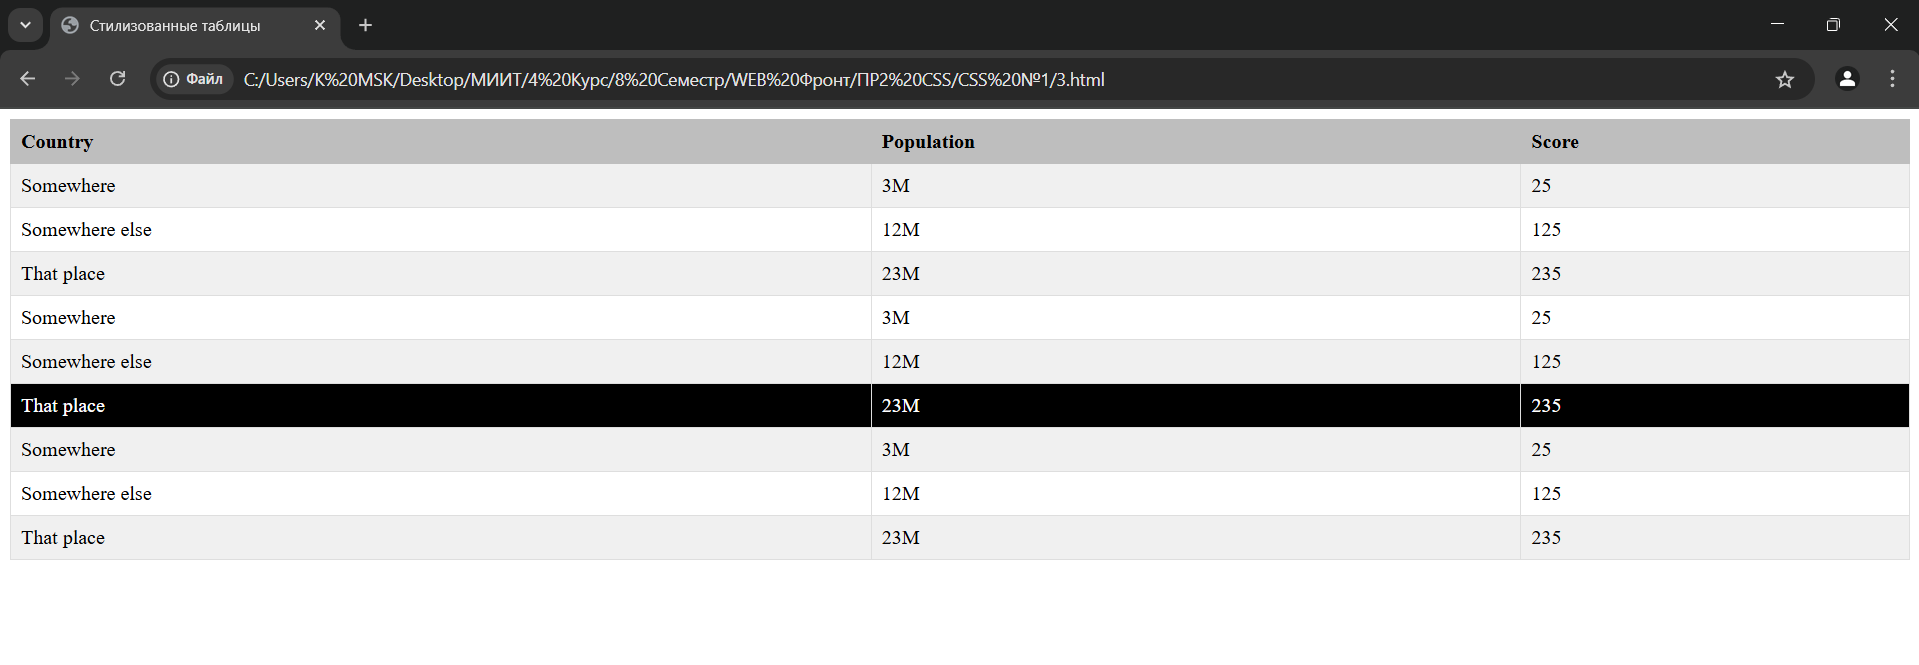 Стилизованные таблицы
Файл C:/Users/K%20MSK/Desktop/МИИТ/4%20Курс/8%20Семестр/WEB%20Фронт/ПР2%20CSS/CSS%20№1/3.html
Country Population Score
Somewhere 3M 25
Somewhere else 12M 125
That place 23M 235
Somewhere 3M 25
Somewhere else 12M 125
That place 23M 235
Somewhere 3M 25
Somewhere else 12M 125
That place 23M 235